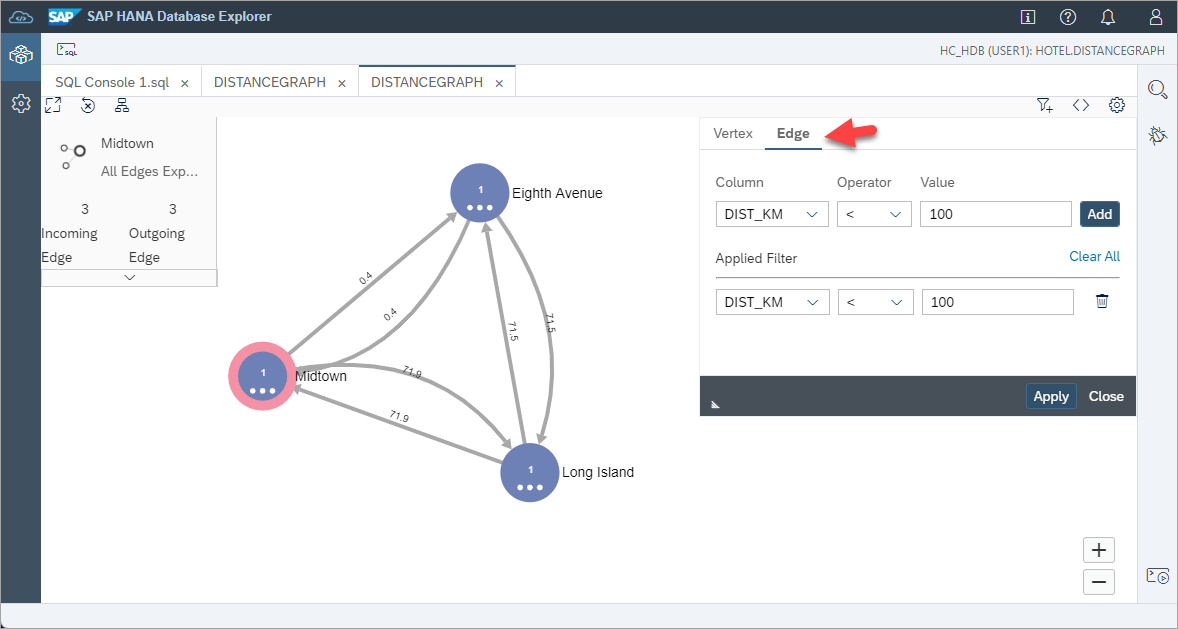 SAP SAP HANA Database Explorer
SQL
HC_HDB (USER1): HOTEL.DISTANCEGRAPH
SQL Console 1.sql × DISTANCEGRAPH × DISTANCEGRAPH ×
Midtown
All Edges Exp...
3 3
Incoming Outgoing
Edge Edge
Vertex Edge
Column Operator Value
DIST_KM < 100 Add
Applied Filter Clear All
DIST_KM < 100
Apply Close
1
Eighth Avenue
0.4
0.4
71.5
71.5
1
Midtown
71.9
71.9
1
Long Island
+
−